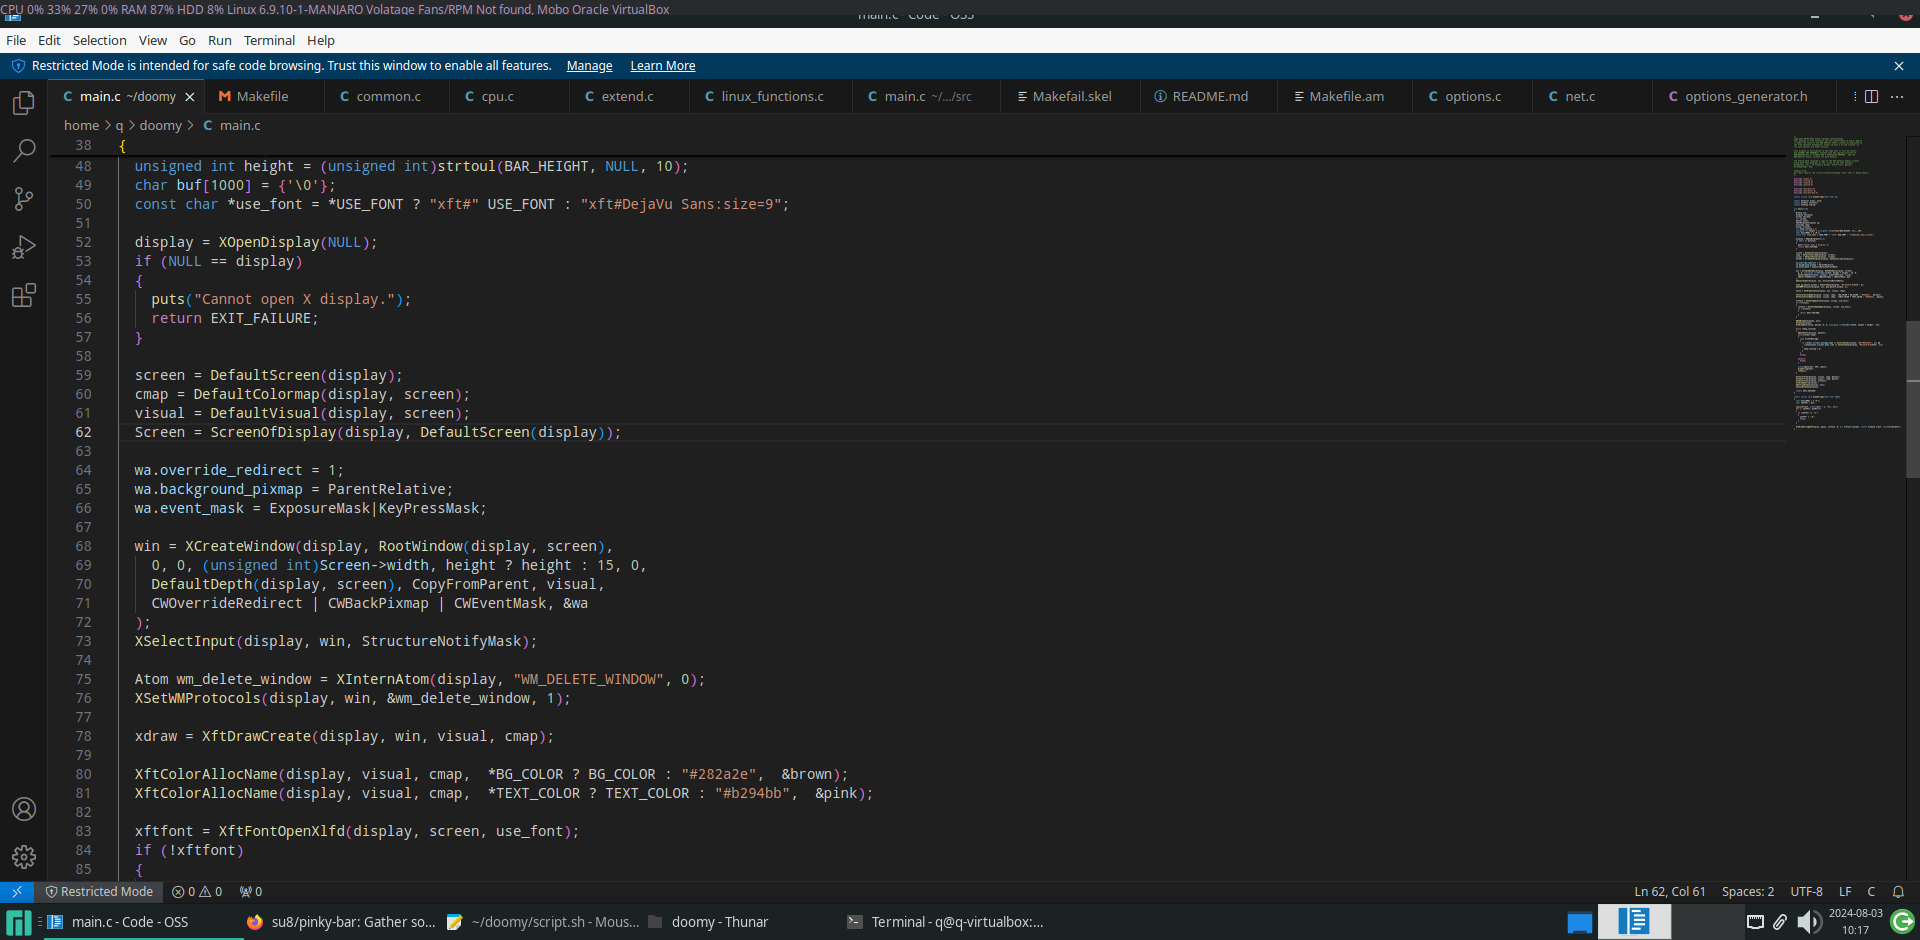 CPU 0% 33% 27% 0% RAM 87% HDD 8% Linux 6.9.10-1-MANJARO Volatage Fans/RPM Not found, Mobo Oracle VirtualBox
main.c - Code - OSS
File Edit Selection View Go Run Terminal Help
Restricted Mode is intended for safe code browsing. Trust this window to enable all features. Manage Learn More
main.c ~/doomy Makefile common.c cpu.c extend.c linux_functions.c main.c ~/.../src Makefail.skel README.md Makefile.am options.c net.c options_generator.h
home > q > doomy > C main.c
38 {
48 unsigned int height = (unsigned int)strtoul(BAR_HEIGHT, NULL, 10);
49 char buf[1000] = {'\0'};
50 const char *use_font = *USE_FONT ? "xft#" USE_FONT : "xft#DejaVu Sans:size=9";
51
52 display = XOpenDisplay(NULL);
53 if (NULL == display)
54 {
55 puts("Cannot open X display.");
56 return EXIT_FAILURE;
57 }
58
59 screen = DefaultScreen(display);
60 cmap = DefaultColormap(display, screen);
61 visual = DefaultVisual(display, screen);
62 Screen = ScreenOfDisplay(display, DefaultScreen(display));
63
64 wa.override_redirect = 1;
65 wa.background_pixmap = ParentRelative;
66 wa.event_mask = ExposureMask|KeyPressMask;
67
68 win = XCreateWindow(display, RootWindow(display, screen),
69 0, 0, (unsigned int)Screen->width, height ? height : 15, 0,
70 DefaultDepth(display, screen), CopyFromParent, visual,
71 CWOverrideRedirect | CWBackPixmap | CWEventMask, &wa
72 );
73 XSelectInput(display, win, StructureNotifyMask);
74
75 Atom wm_delete_window = XInternAtom(display, "WM_DELETE_WINDOW", 0);
76 XSetWMProtocols(display, win, &wm_delete_window, 1);
77
78 xdraw = XftDrawCreate(display, win, visual, cmap);
79
80 XftColorAllocName(display, visual, cmap,  *BG_COLOR ? BG_COLOR : "#282a2e",  &brown);
81 XftColorAllocName(display, visual, cmap,  *TEXT_COLOR ? TEXT_COLOR : "#b294bb",  &pink);
82
83 xftfont = XftFontOpenXlfd(display, screen, use_font);
84 if (!xftfont)
85 {
Restricted Mode 0 0 0 Ln 62, Col 61 Spaces: 2 UTF-8 LF C
main.c - Code - OSS su8/pinky-bar: Gather so... ~/doomy/script.sh - Mous... doomy - Thunar Terminal - q@q-virtualbox:... 2024-08-03
10:17